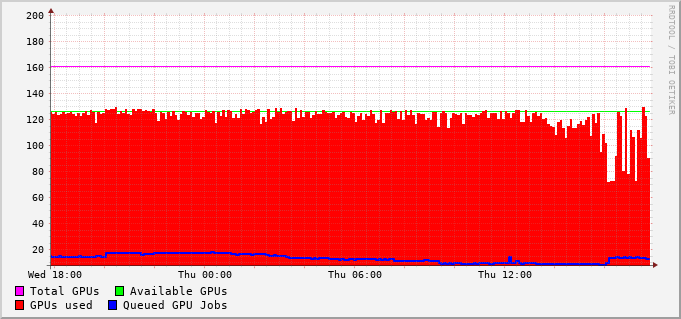 200
180
160
140
120
100
80
60
40
20
Wed 18:00 Thu 00:00 Thu 06:00 Thu 12:00
Total GPUs Available GPUs
GPUs used Queued GPU Jobs
RRDTOOL / TOBI OETIKER